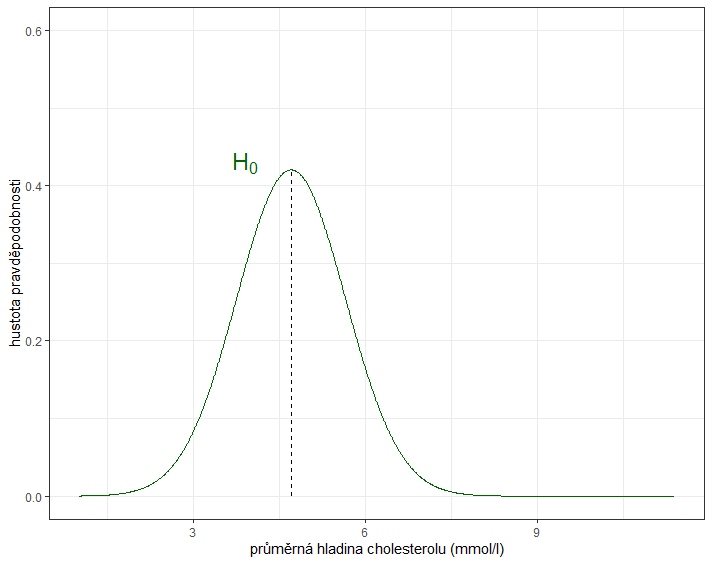 0.6
H₀
0.4
0.2
0.0
3 6 9
průměrná hladina cholesterolu (mmol/l)
hustota pravděpodobnosti